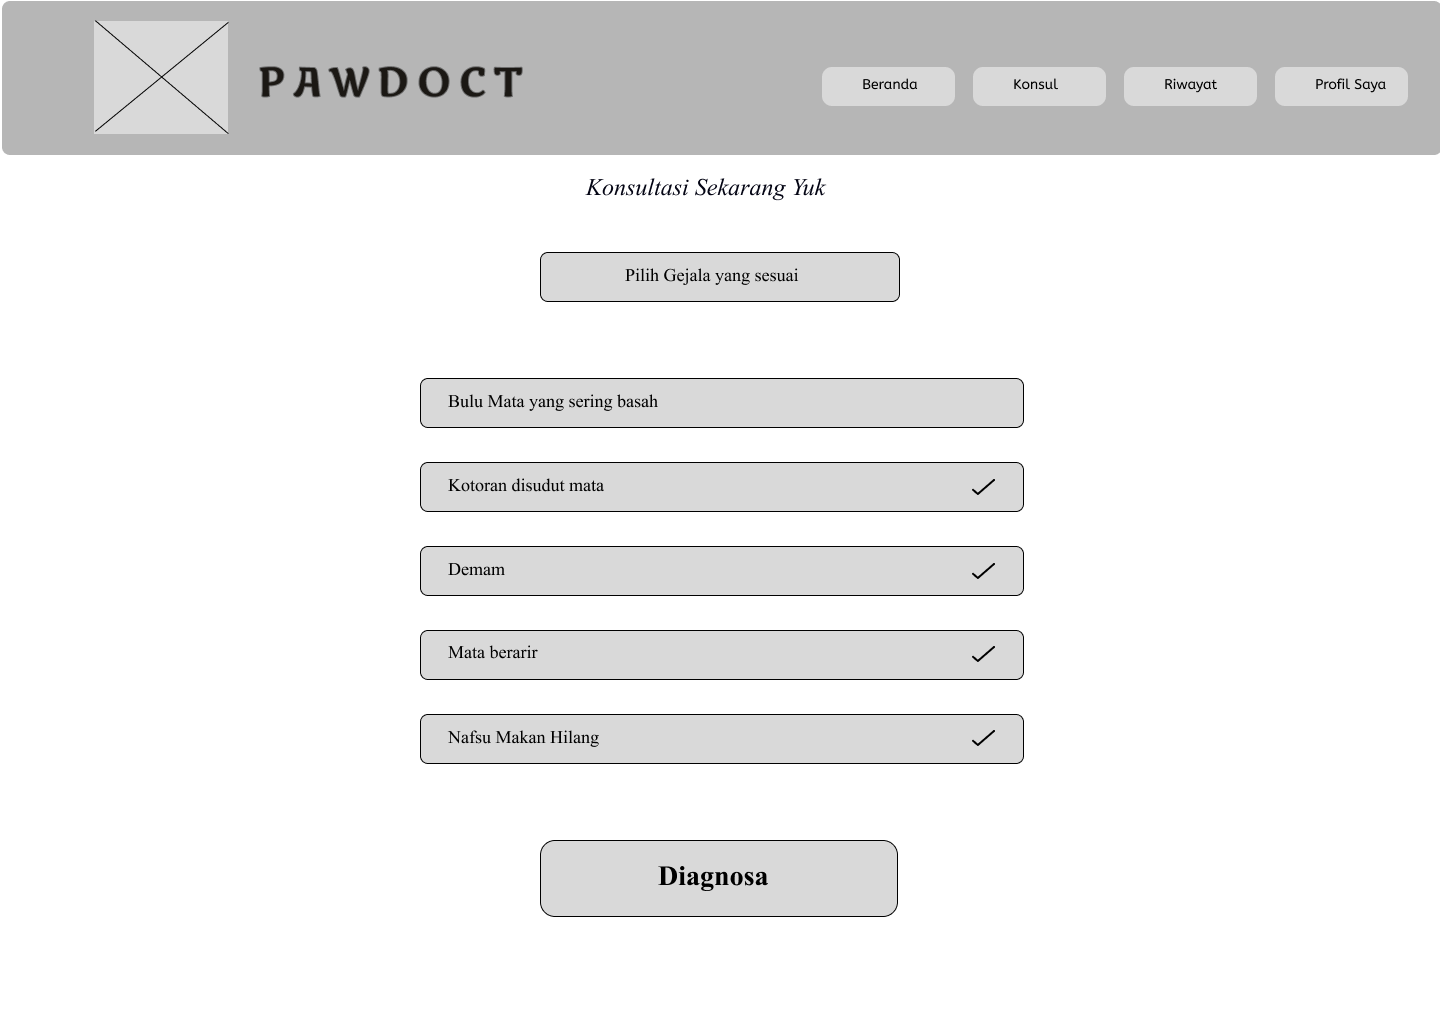 PAWDOCT
Beranda
Konsul
Riwayat
Profil Saya
Konsultasi Sekarang Yuk
Pilih Gejala yang sesuai
Bulu Mata yang sering basah
Kotoran disudut mata
Demam
Mata berarir
Nafsu Makan Hilang
Diagnosa